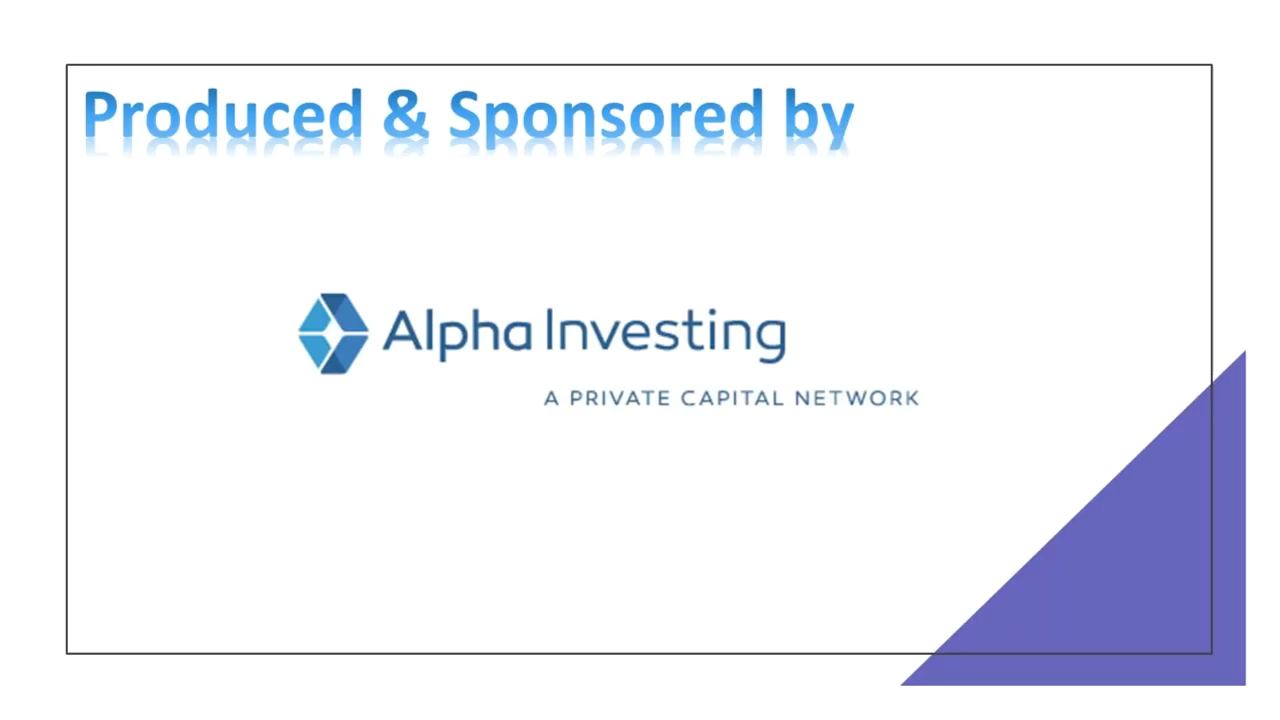 Produced & Sponsored by
Alpha Investing
A PRIVATE CAPITAL NETWORK